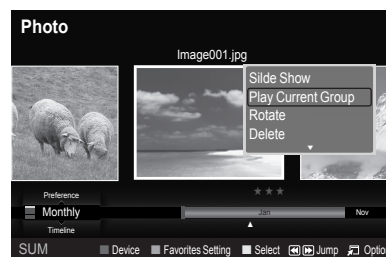 Photo
Image001.jpg
Silde Show
Play Current Group
Rotate
Delete
Preference
Monthly
Timeline
Jan
Nov
SUM
Device
Favorites Setting
Select
Jump
Optio